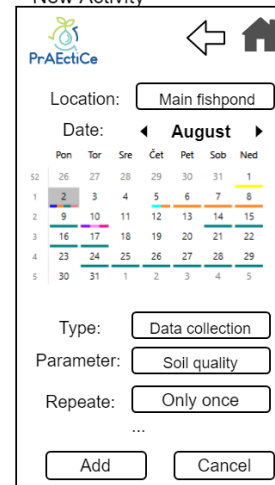 New Activity
PrAEctiCe
Location: Main fishpond
Date: August
Pon Tor Sre Čet Pet Sob Ned
52 26 27 28 29 30 31 1
1 2 3 4 5 6 7 8
2 9 10 11 12 13 14 15
3 16 17 18 19 20 21 22
4 23 24 25 26 27 28 29
5 30 31 1 2 3 4 5
Type: Data collection
Parameter: Soil quality
Repeate: Only once
...
Add Cancel